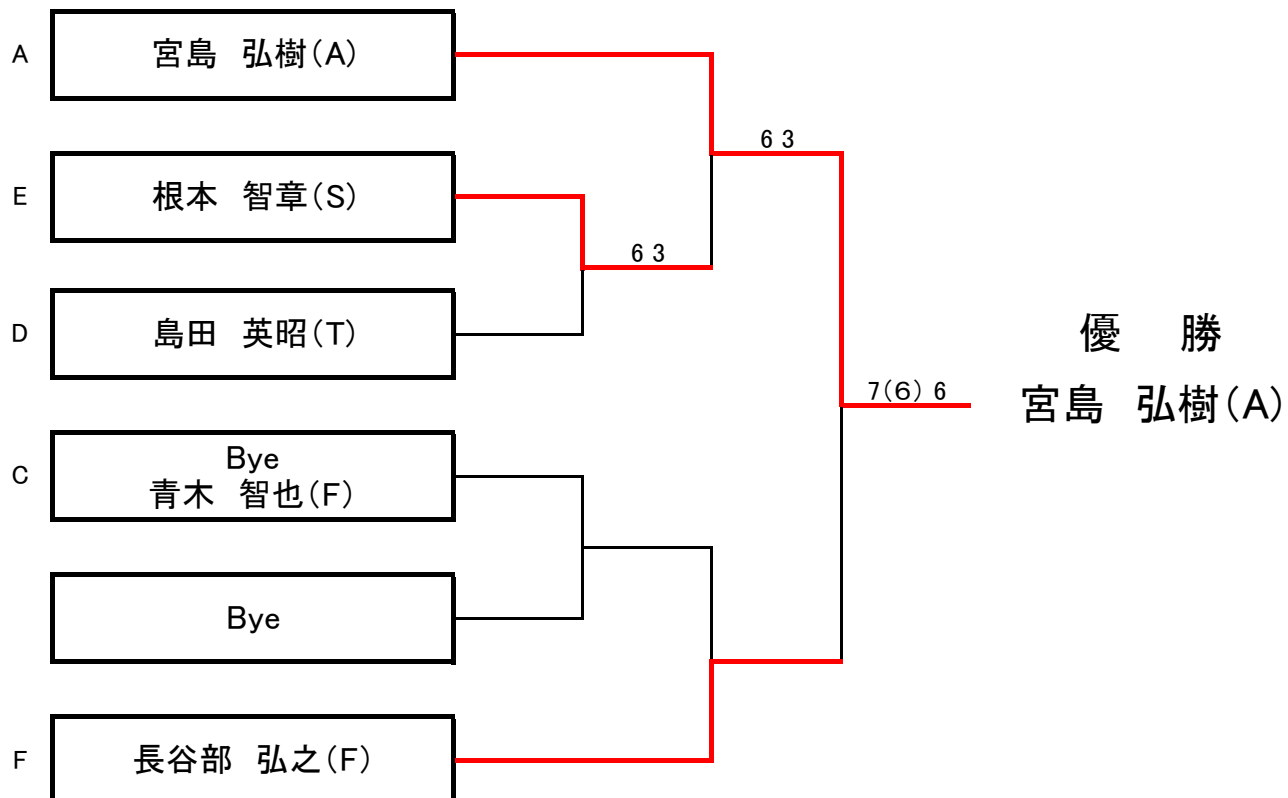 A
宮島 弘樹(A)
6 3
E
根本 智章(S)
6 3
D
島田 英昭(T)
優 勝
7(6) 6
宮島 弘樹(A)
C
Bye
青木 智也(F)
Bye
F
長谷部 弘之(F)